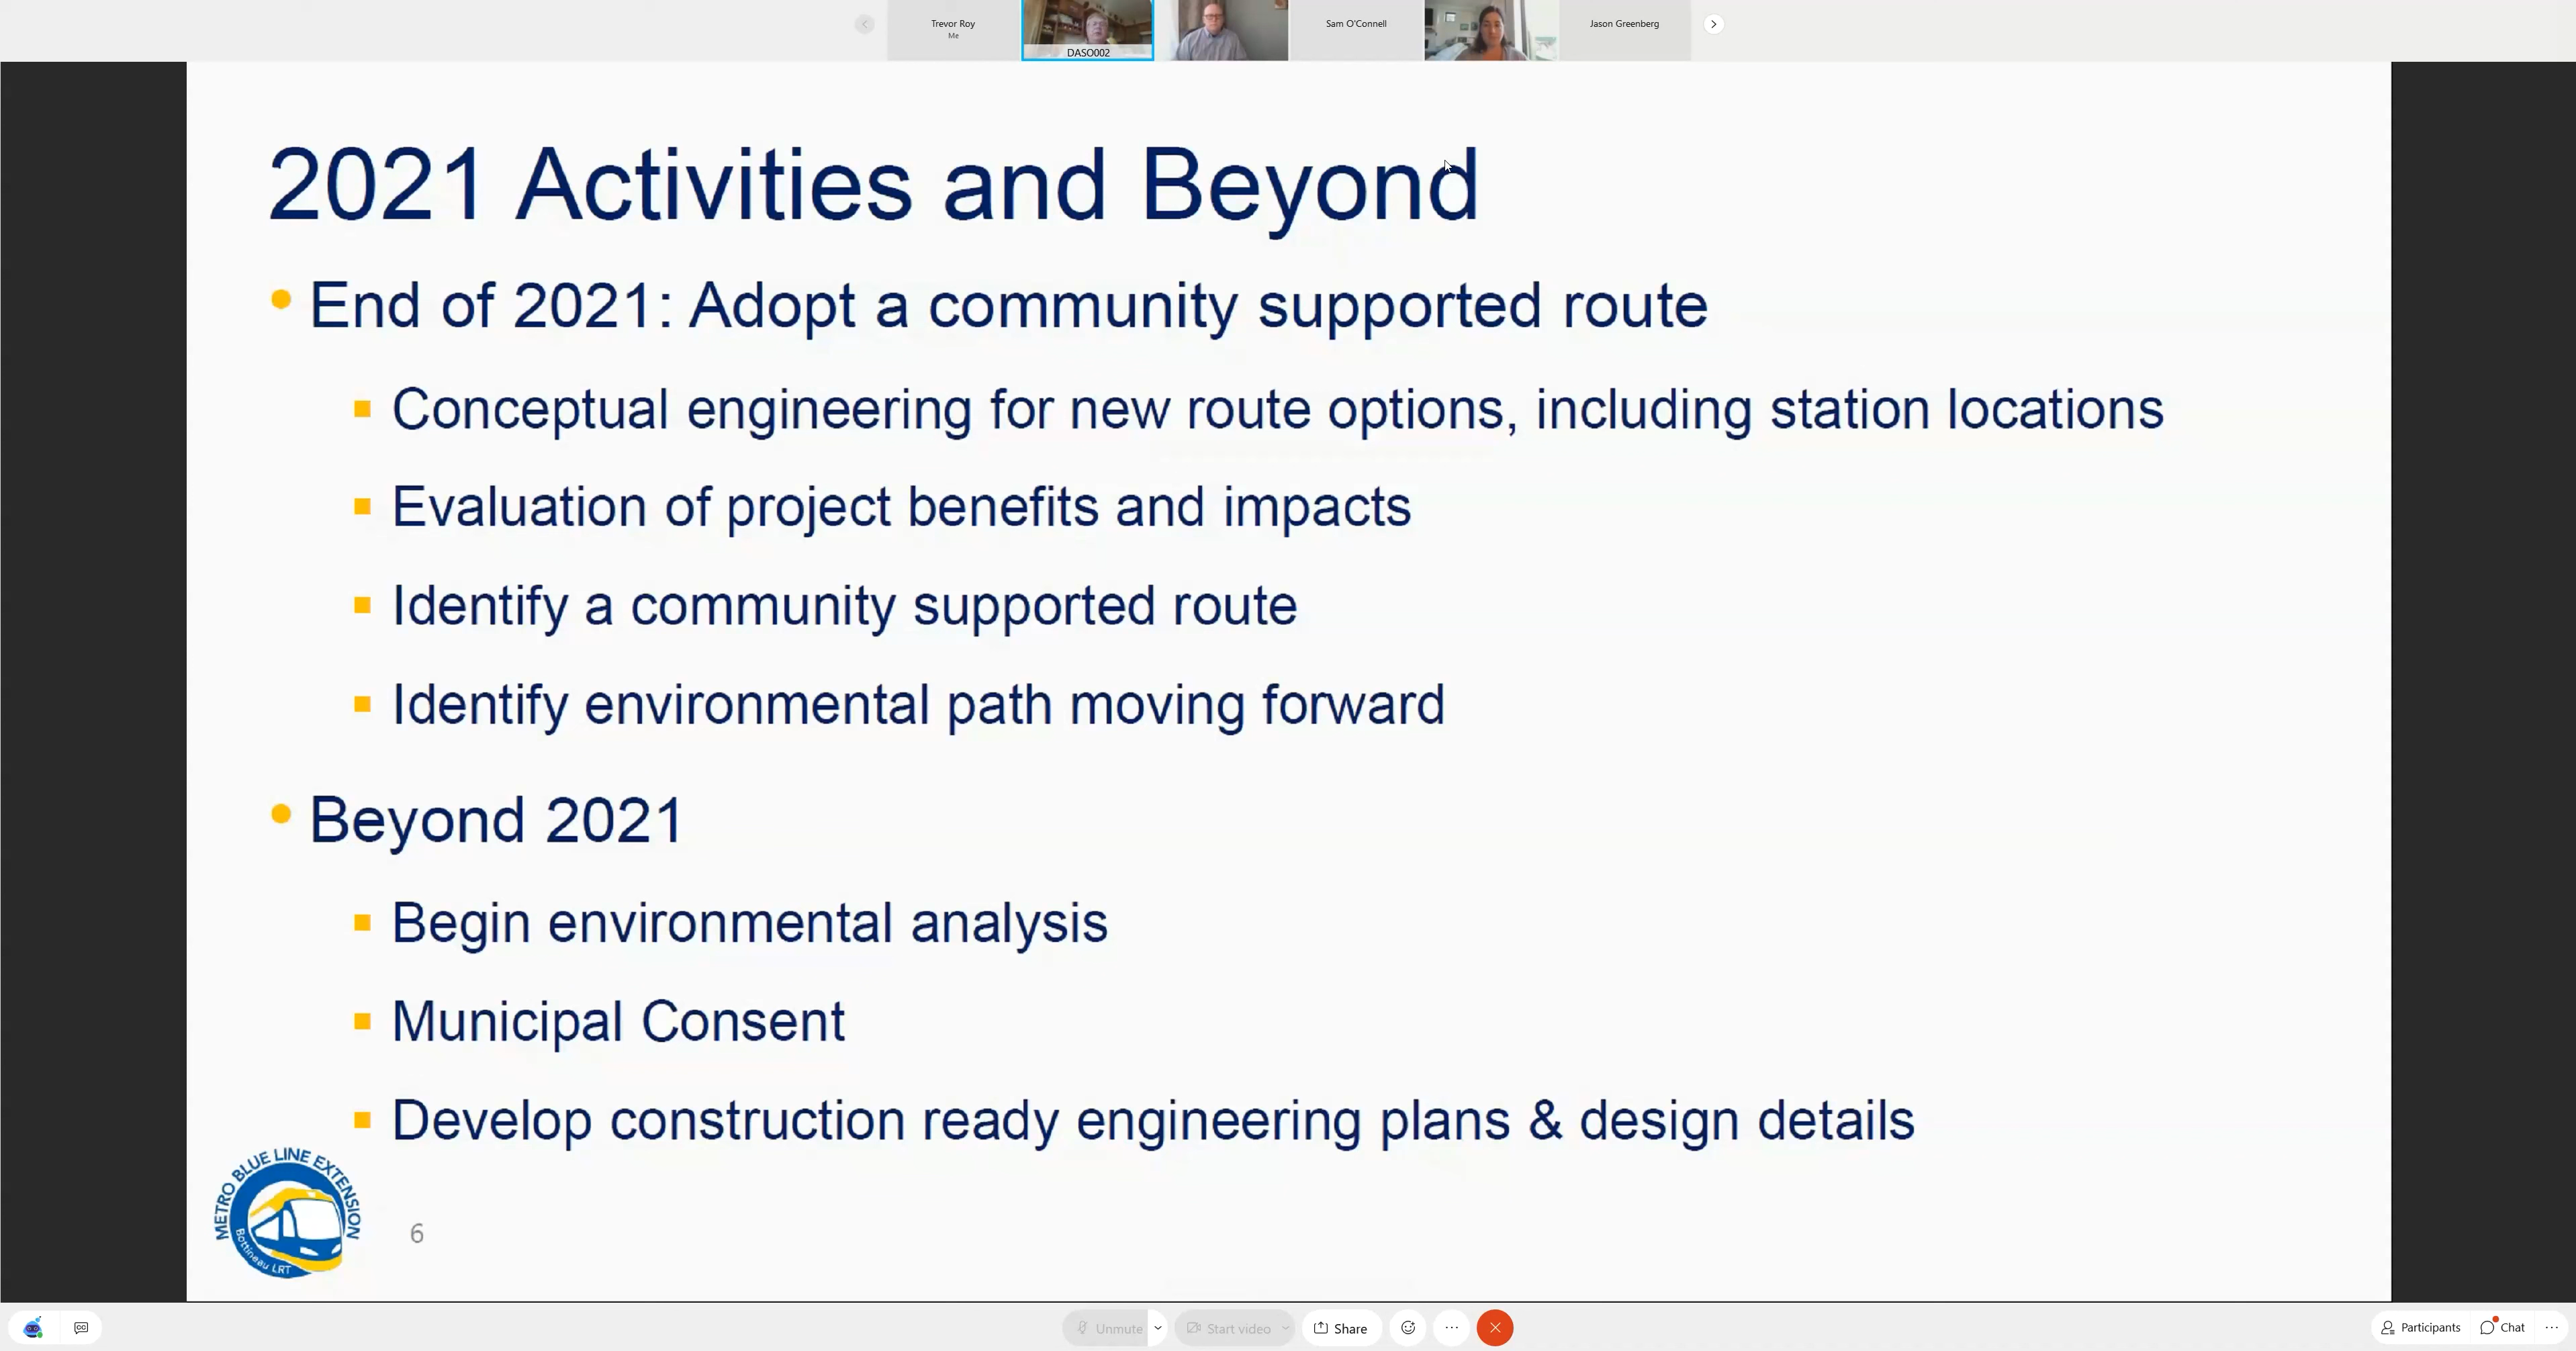 Trevor Roy
Me
DASO002
Sam O'Connell
Jason Greenberg
2021 Activities and Beyond
End of 2021: Adopt a community supported route
Conceptual engineering for new route options, including station locations
Evaluation of project benefits and impacts
Identify a community supported route
Identify environmental path moving forward
Beyond 2021
Begin environmental analysis
Municipal Consent
Develop construction ready engineering plans & design details
METRO BLUE LINE EXTENSION
Bottineau LRT
6
Unmute
Start video
Share
Participants
Chat